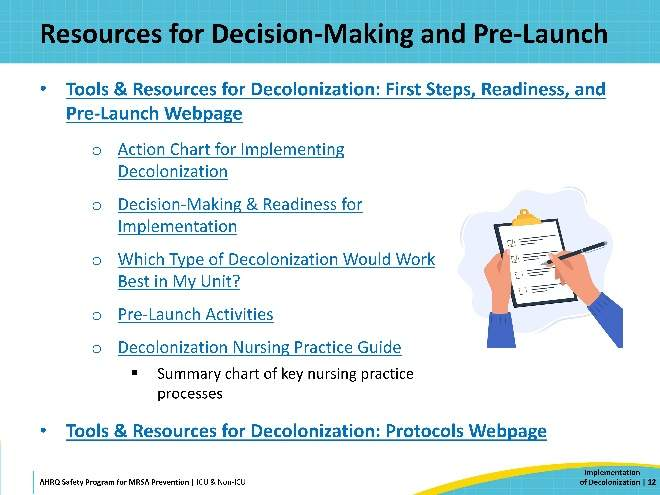 Resources for Decision-Making and Pre-Launch
• Tools & Resources for Decolonization: First Steps, Readiness, and
Pre-Launch Webpage
o Action Chart for Implementing
Decolonization
o Decision-Making & Readiness for
Implementation
o Which Type of Decolonization Would Work
Best in My Unit?
o Pre-Launch Activities
o Decolonization Nursing Practice Guide
▪ Summary chart of key nursing practice
processes
• Tools & Resources for Decolonization: Protocols Webpage
AHRQ Safety Program for MRSA Prevention | ICU & Non-ICU
Implementation
of Decolonization | 12